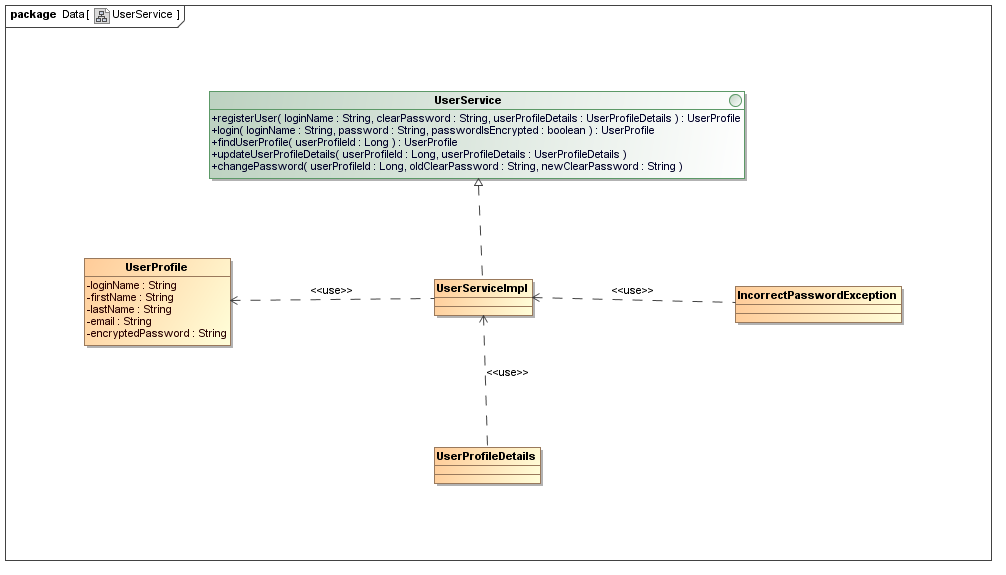 package Data [ UserService ]
UserService
+registerUser( loginName : String, clearPassword : String, userProfileDetails : UserProfileDetails ) : UserProfile
+login( loginName : String, password : String, passwordIsEncrypted : boolean ) : UserProfile
+findUserProfile( userProfileId : Long ) : UserProfile
+updateUserProfileDetails( userProfileId : Long, userProfileDetails : UserProfileDetails )
+changePassword( userProfileId : Long, oldClearPassword : String, newClearPassword : String )
UserProfile
-loginName : String
-firstName : String
-lastName : String
-email : String
-encryptedPassword : String
<<use>>
UserServiceImpl
<<use>>
IncorrectPasswordException
<<use>>
UserProfileDetails